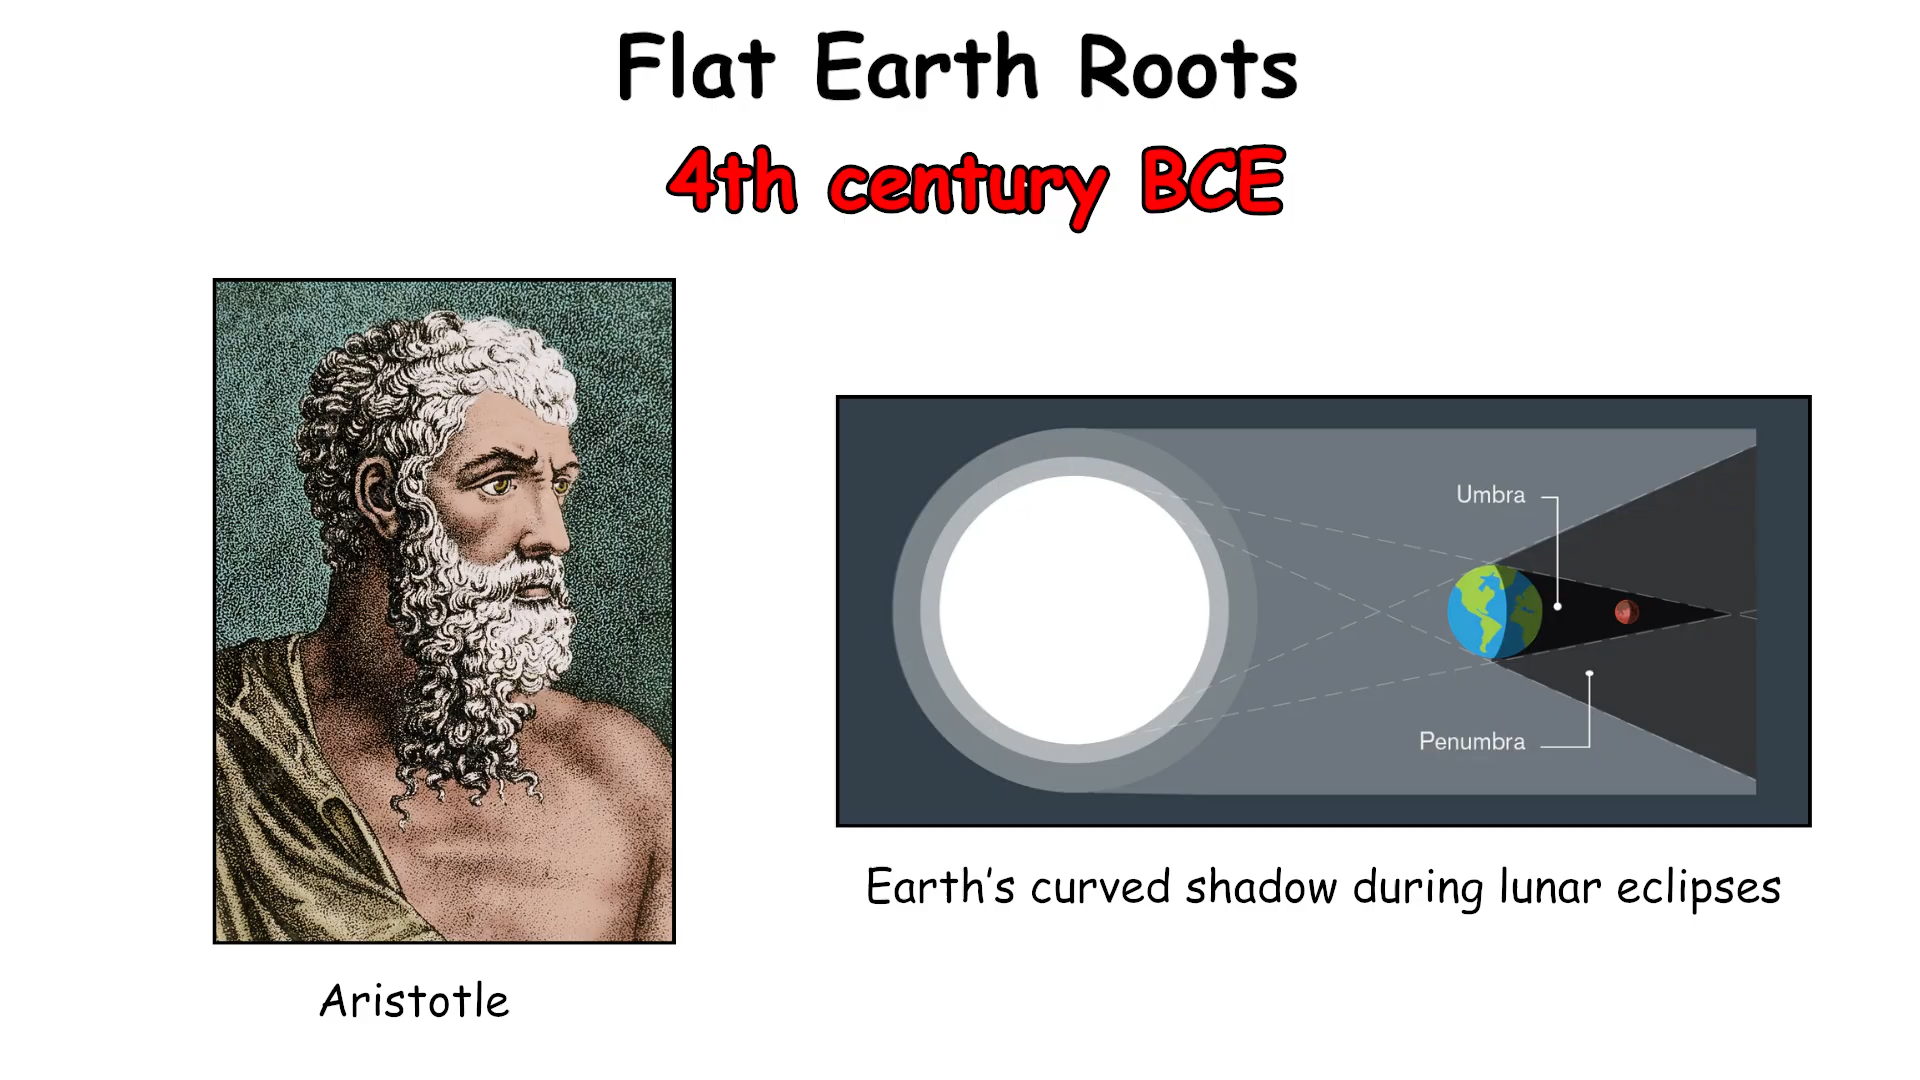 Flat Earth Roots
4th century BCE
Umbra
Penumbra
Earth's curved shadow during lunar eclipses
Aristotle